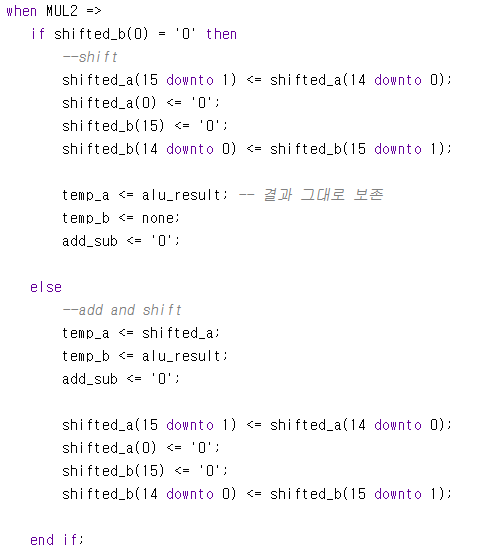 when MUL2 =>
if shifted_b(0) = '0' then
--shift
shifted_a(15 downto 1) <= shifted_a(14 downto 0);
shifted_a(0) <= '0';
shifted_b(15) <= '0';
shifted_b(14 downto 0) <= shifted_b(15 downto 1);
temp_a <= alu_result; -- 결과 그대로 보존
temp_b <= none;
add_sub <= '0';
else
--add and shift
temp_a <= shifted_a;
temp_b <= alu_result;
add_sub <= '0';
shifted_a(15 downto 1) <= shifted_a(14 downto 0);
shifted_a(0) <= '0';
shifted_b(15) <= '0';
shifted_b(14 downto 0) <= shifted_b(15 downto 1);
end if;